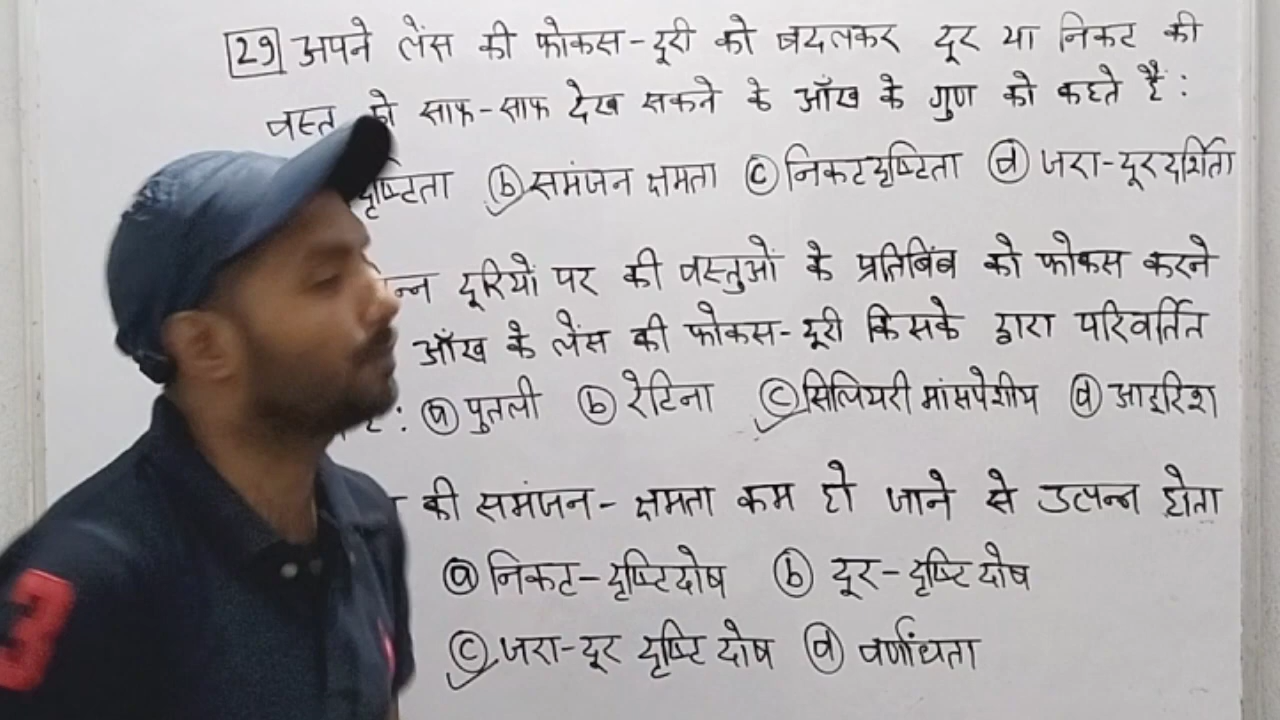 29 अपने लेंस की फोकस-दूरी को बदलकर दूर या निकट की
वस्तु को साफ-साफ देख सकने के आँख के गुण को कहते हैं:
दृष्टिता (b) समंजन क्षमता (c) निकटदृष्टिता (d) जरा-दूरदर्शिता
दूरियों पर की वस्तुओं के प्रतिबिंब को फोकस करने
आँख के लेंस की फोकस-दूरी किसके द्वारा परिवर्तित
: (a) पुतली (b) रेटिना (c) सिलियरी मांसपेशीय (d) आइरिश
की समंजन-क्षमता कम हो जाने से उत्पन्न होता
(a) निकट-दृष्टि दोष (b) दूर-दृष्टि दोष
(c) जरा-दूर दृष्टि दोष (d) वर्णांधता
3